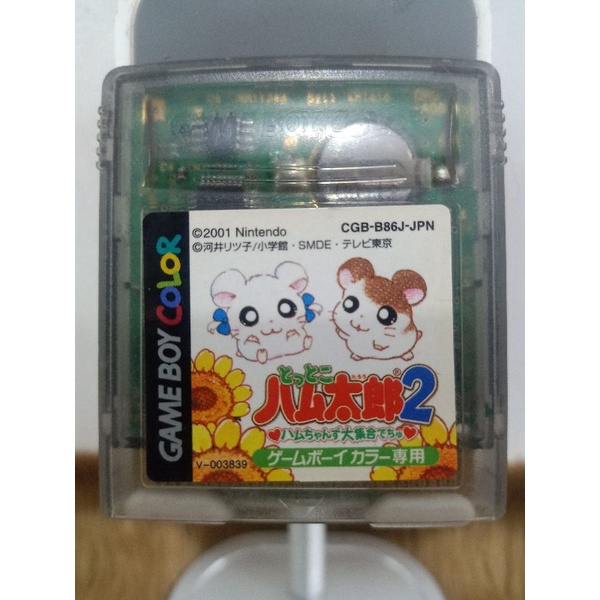 ©2001 Nintendo
CGB-B86J-JPN
©河井リツ子/小学館・SMDE・テレビ東京
GAME BOY COLOR
とっとこ
ハム太郎2
ハムちゃんず大集合でちゅ
V-003839
ゲームボーイカラー専用